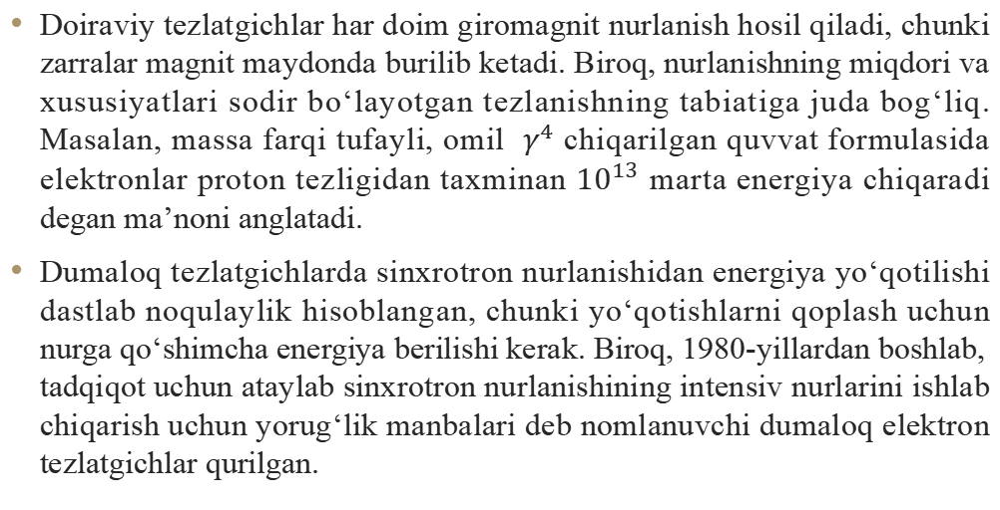 • Doiraviy tezlatgichlar har doim giromagnit nurlanish hosil qiladi, chunki
zarralar magnit maydonda burilib ketadi. Biroq, nurlanishning miqdori va
xususiyatlari sodir bo‘layotgan tezlanishning tabiatiga juda bog‘liq.
Masalan, massa farqi tufayli, omil γ⁴ chiqarilgan quvvat formulasida
elektronlar proton tezligidan taxminan 10¹³ marta energiya chiqaradi
degan ma’noni anglatadi.
• Dumaloq tezlatgichlarda sinxrotron nurlanishidan energiya yo‘qotilishi
dastlab noqulaylik hisoblangan, chunki yo‘qotishlarni qoplash uchun
nurga qo‘shimcha energiya berilishi kerak. Biroq, 1980-yillardan boshlab,
tadqiqot uchun ataylab sinxrotron nurlanishining intensiv nurlarini ishlab
chiqarish uchun yorug‘lik manbalari deb nomlanuvchi dumaloq elektron
tezlatgichlar qurilgan.